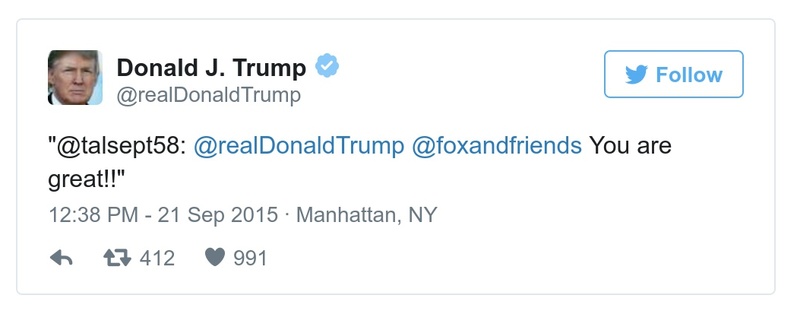 Donald J. Trump
@realDonaldTrump
Follow
"@talsept58: @realDonaldTrump @foxandfriends You are
great!!"
12:38 PM - 21 Sep 2015 · Manhattan, NY
412 991